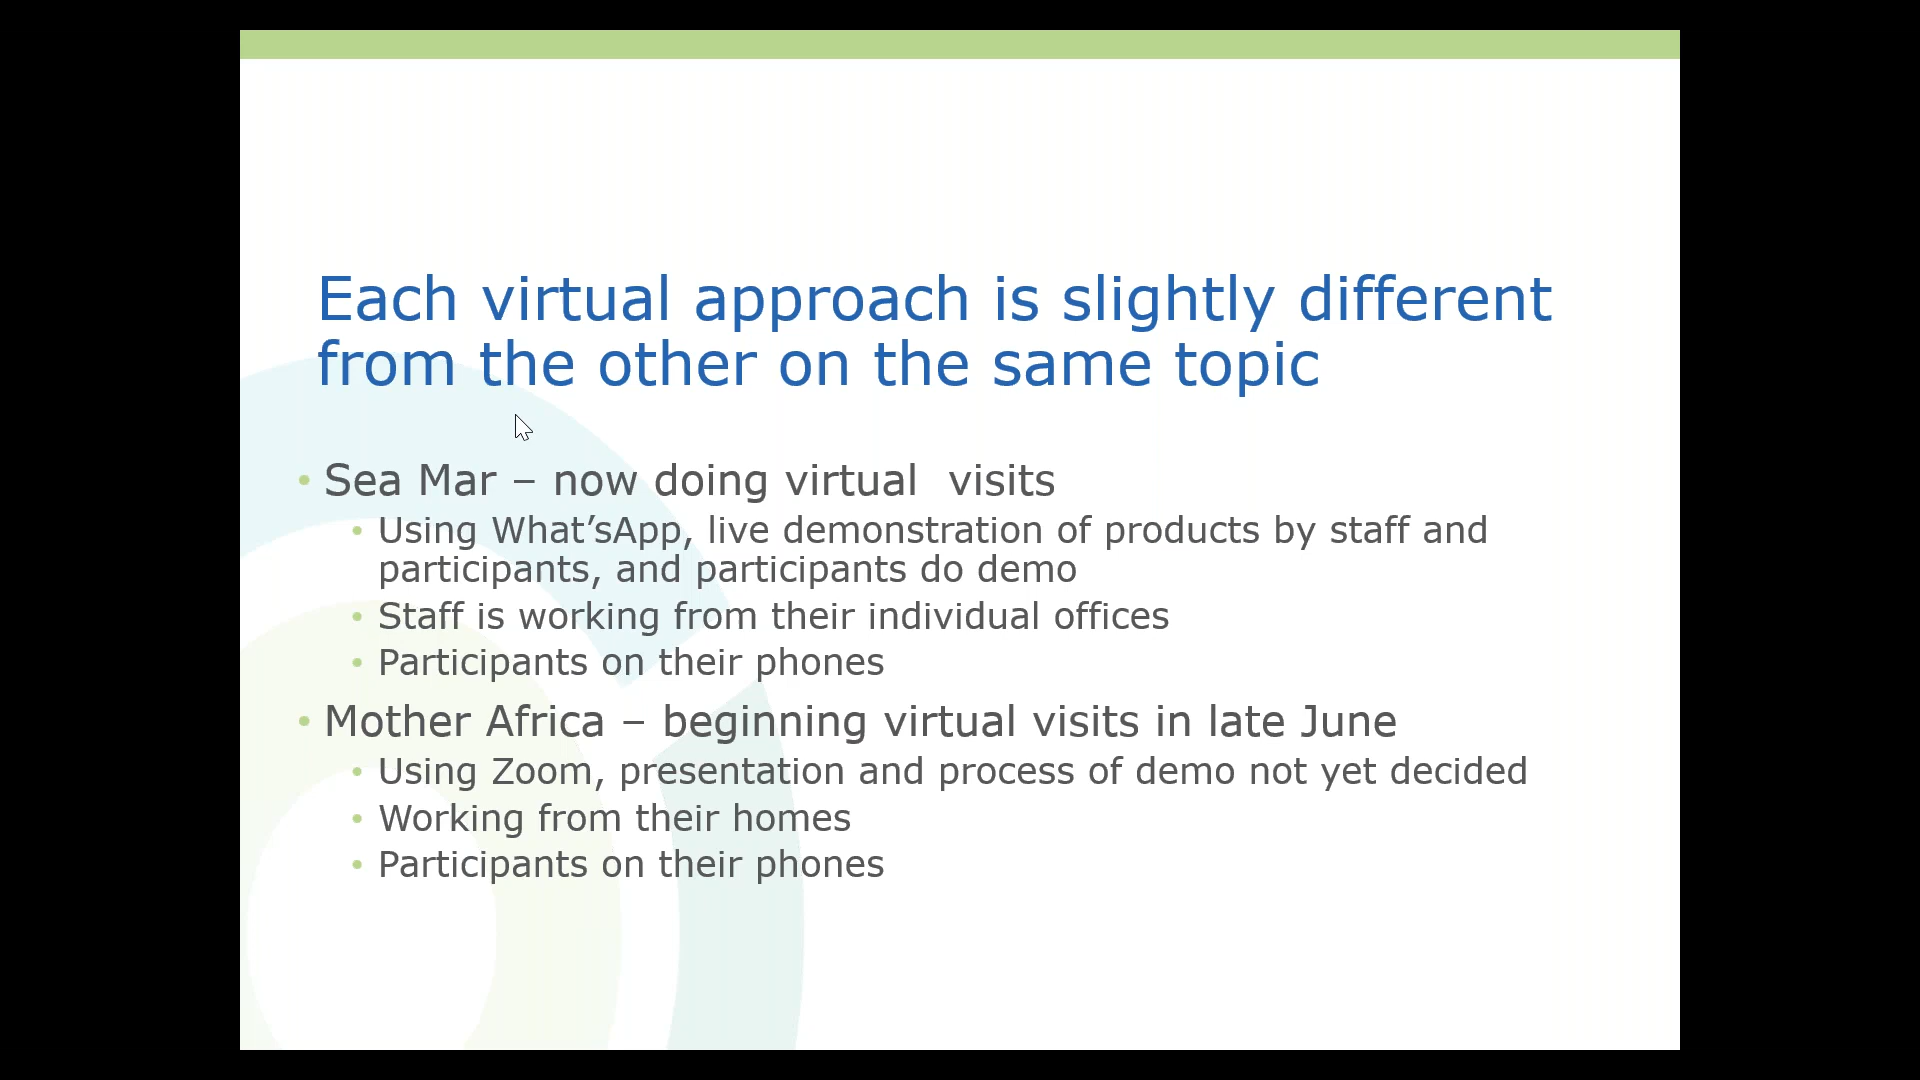 Each virtual approach is slightly different
from the other on the same topic
• Sea Mar – now doing virtual  visits
• Using What’sApp, live demonstration of products by staff and
participants, and participants do demo
• Staff is working from their individual offices
• Participants on their phones
• Mother Africa – beginning virtual visits in late June
• Using Zoom, presentation and process of demo not yet decided
• Working from their homes
• Participants on their phones